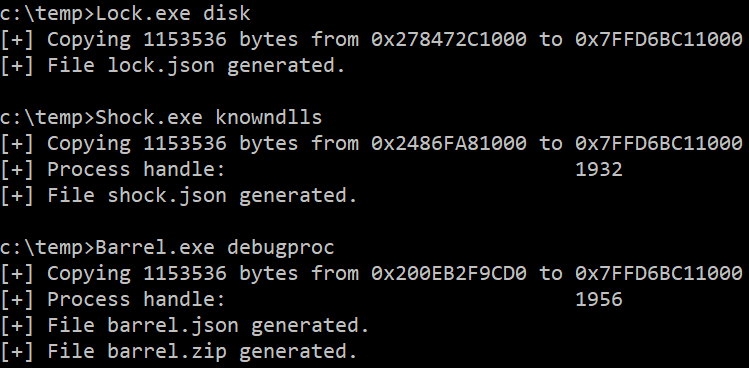 c:\temp>Lock.exe disk
[+] Copying 1153536 bytes from 0x278472C1000 to 0x7FFD6BC11000
[+] File lock.json generated.
c:\temp>Shock.exe knowndlls
[+] Copying 1153536 bytes from 0x2486FA81000 to 0x7FFD6BC11000
[+] Process handle: 1932
[+] File shock.json generated.
c:\temp>Barrel.exe debugproc
[+] Copying 1153536 bytes from 0x200EB2F9CD0 to 0x7FFD6BC11000
[+] Process handle: 1956
[+] File barrel.json generated.
[+] File barrel.zip generated.